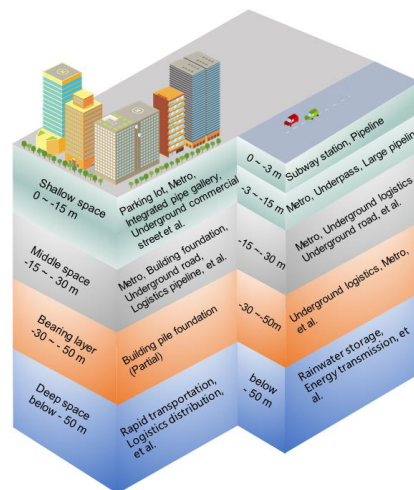 Shallow space
0 ~ -15 m
Parking lot, Metro,
Integrated pipe gallery,
Underground commercial
street et al.
0 ~ -3 m
Subway station, Pipeline
-3 ~ -15 m
Metro, Underpass, Large pipeline
Middle space
-15 ~ - 30 m
Metro. Building foundation,
Underground road,
Logistics pipeline, et al.
-15 ~ -30 m
Metro, Underground logistics,
Underground road, et al.
Bearing layer
-30 ~ - 50 m
Building pile foundation
(Partial)
-30 ~ -50m
Underground logistics, Metro,
et al.
Deep space
below - 50 m
Rapid transportation,
Logistics distribution,
et al.
below
- 50 m
Rainwater storage,
Energy transmission, et
al.